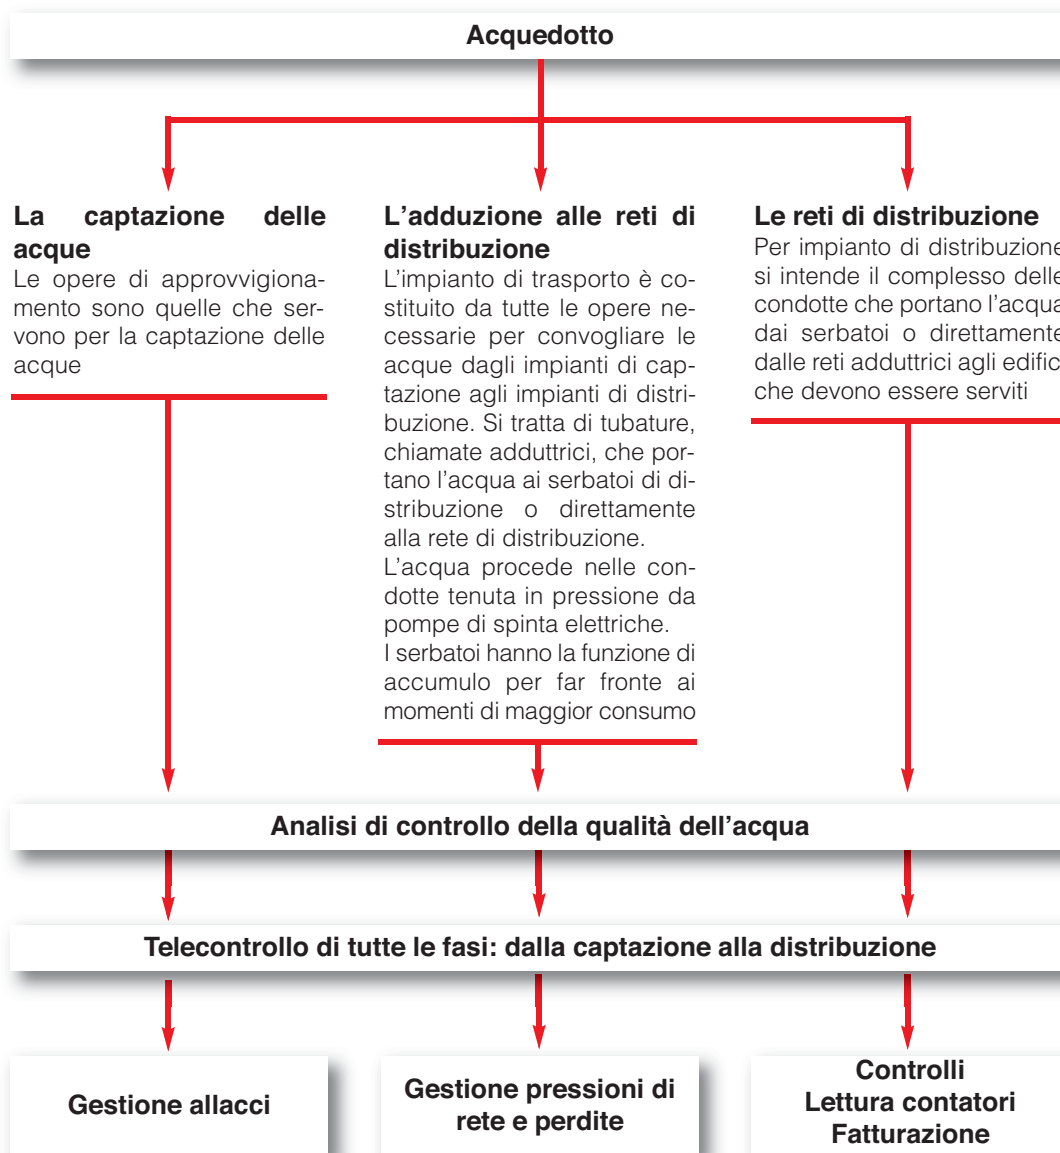 Acquedotto
La captazione delle
acque
Le opere di approvvigiona-
mento sono quelle che ser-
vono per la captazione delle
acque
L'adduzione alle reti di
distribuzione
L'impianto di trasporto è co-
stituito da tutte le opere ne-
cessarie per convogliare le
acque dagli impianti di cap-
tazione agli impianti di distri-
buzione. Si tratta di tubature,
chiamate adduttrici, che por-
tano l'acqua ai serbatoi di di-
stribuzione o direttamente
alla rete di distribuzione.
L'acqua procede nelle con-
dotte tenuta in pressione da
pompe di spinta elettriche.
I serbatoi hanno la funzione di
accumulo per far fronte ai
momenti di maggior consumo
Le reti di distribuzione
Per impianto di distribuzione
si intende il complesso delle
condotte che portano l'acqua
dai serbatoi o direttamente
dalle reti adduttrici agli edifici
che devono essere serviti
Analisi di controllo della qualità dell'acqua
Telecontrollo di tutte le fasi: dalla captazione alla distribuzione
Gestione allacci
Gestione pressioni di
rete e perdite
Controlli
Lettura contatori
Fatturazione